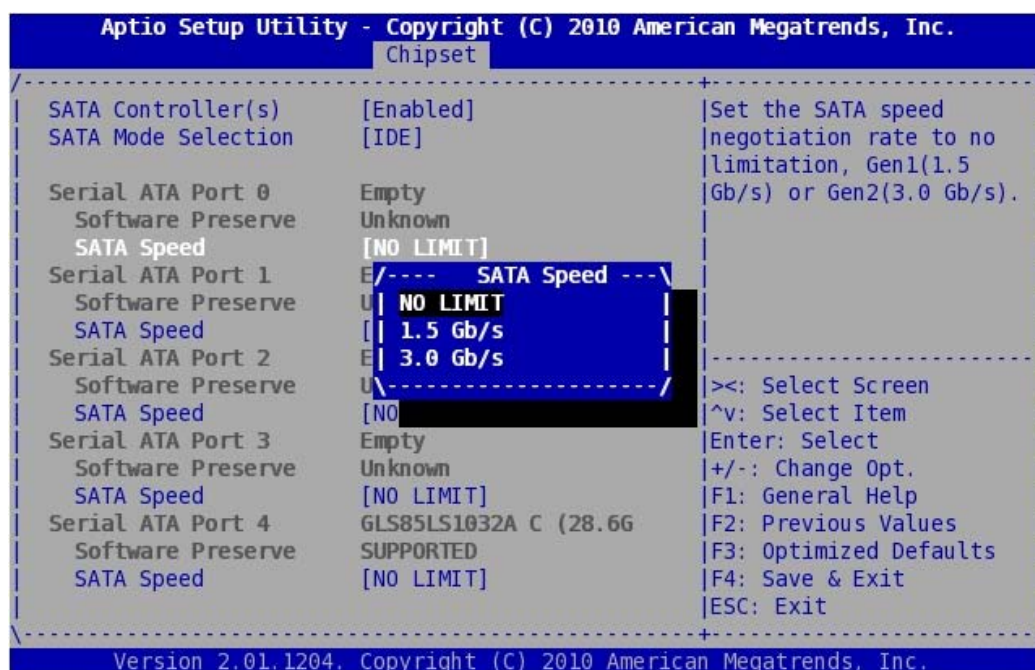 Aptio Setup Utility - Copyright (C) 2010 American Megatrends, Inc.
Chipset
SATA Controller(s) [Enabled]
SATA Mode Selection [IDE]
Serial ATA Port 0 Empty
Software Preserve Unknown
SATA Speed [NO LIMIT]
Serial ATA Port 1 E
Software Preserve U
SATA Speed [
Serial ATA Port 2 E
Software Preserve U
SATA Speed [NO
Serial ATA Port 3 Empty
Software Preserve Unknown
SATA Speed [NO LIMIT]
Serial ATA Port 4 GLS85LS1032A C (28.6G
Software Preserve SUPPORTED
SATA Speed [NO LIMIT]
SATA Speed
NO LIMIT
1.5 Gb/s
3.0 Gb/s
Set the SATA speed
negotiation rate to no
limitation, Gen1(1.5
Gb/s) or Gen2(3.0 Gb/s).
><: Select Screen
^v: Select Item
Enter: Select
+/-: Change Opt.
F1: General Help
F2: Previous Values
F3: Optimized Defaults
F4: Save & Exit
ESC: Exit
Version 2.01.1204. Copyright (C) 2010 American Megatrends, Inc.